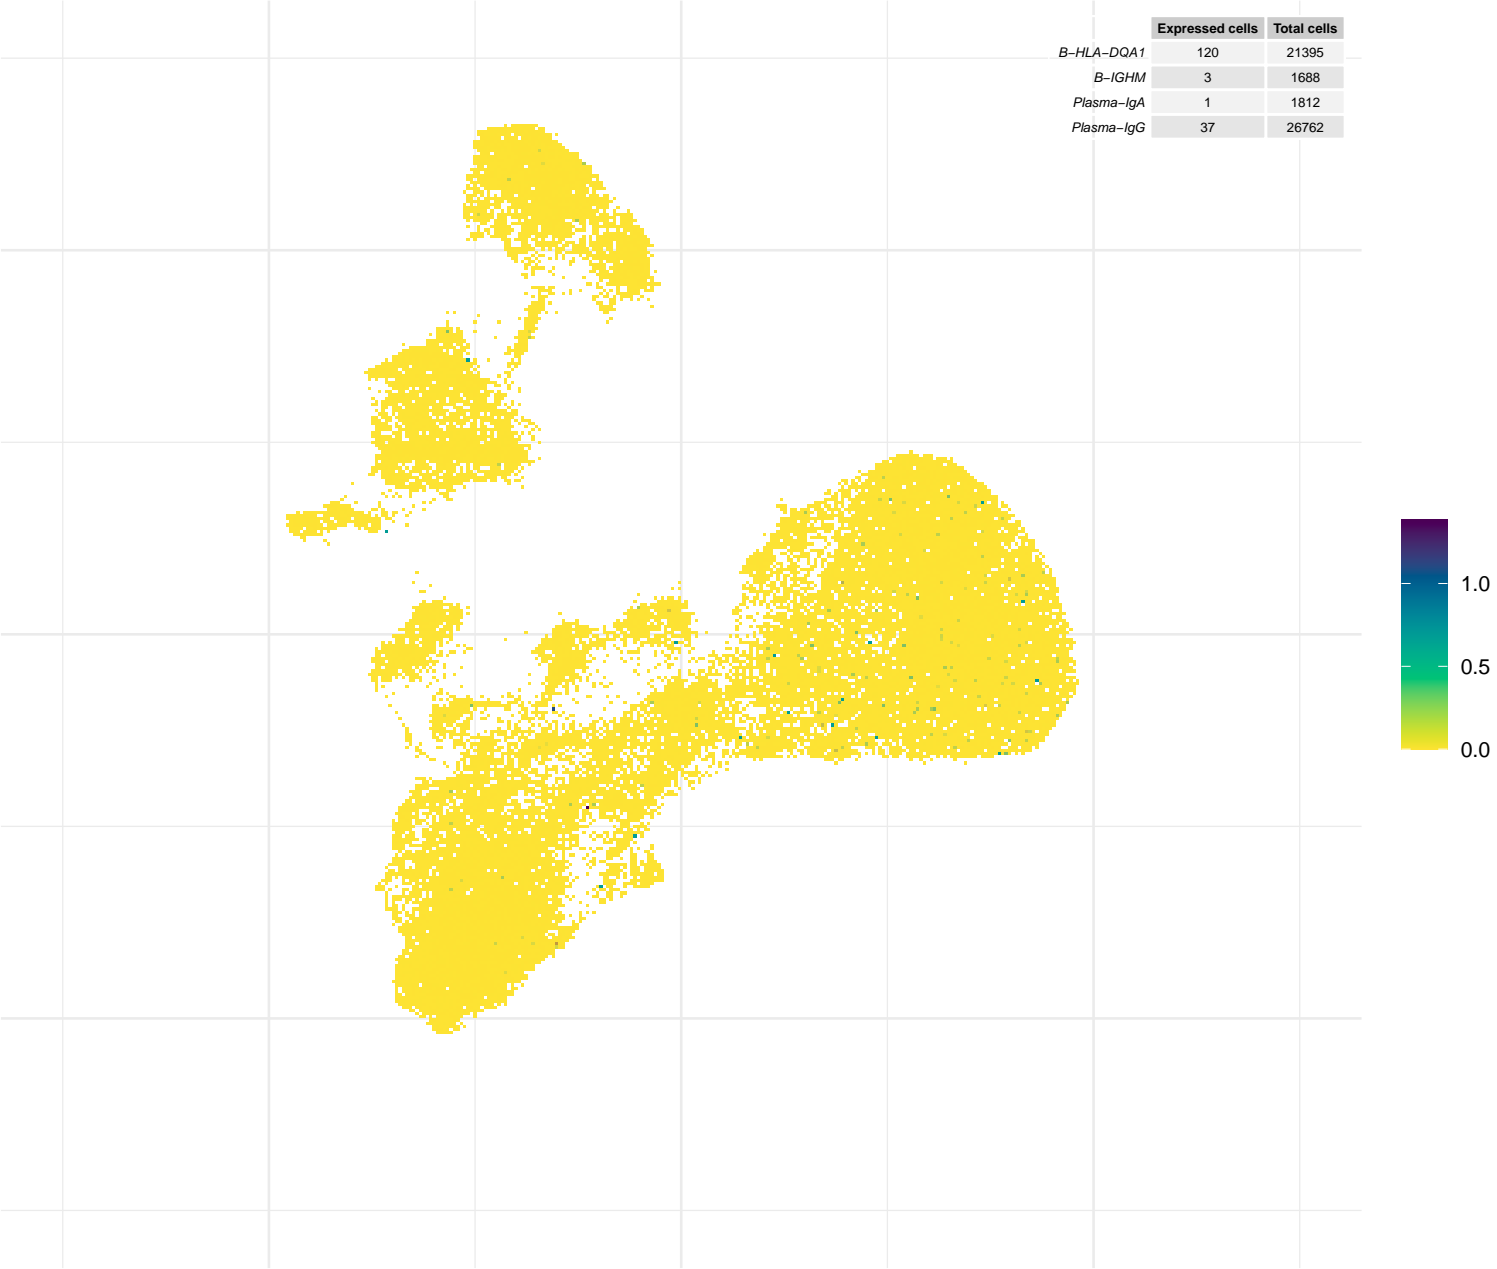 Expressed cells Total cells
B−HLA−DQA1 120 21395
B−IGHM 3 1688
Plasma−IgA 1 1812
Plasma−IgG 37 26762
1.0
0.5
0.0